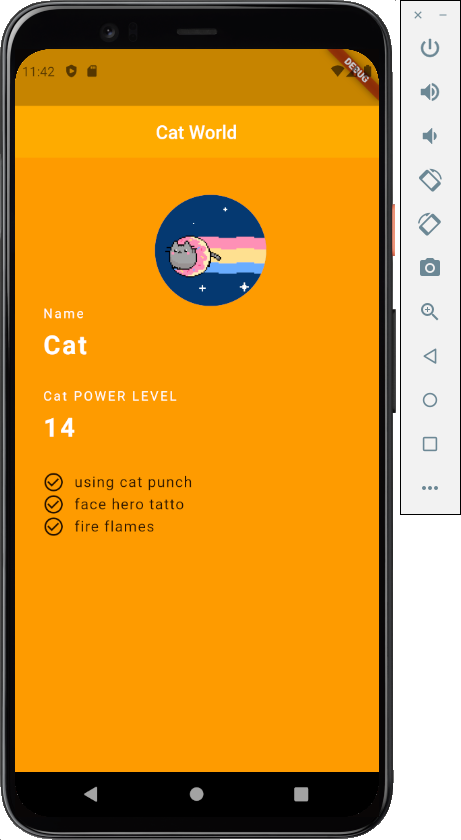 11:42
DEBUG
Cat World
Name
Cat
Cat POWER LEVEL
14
using cat punch
face hero tatto
fire flames